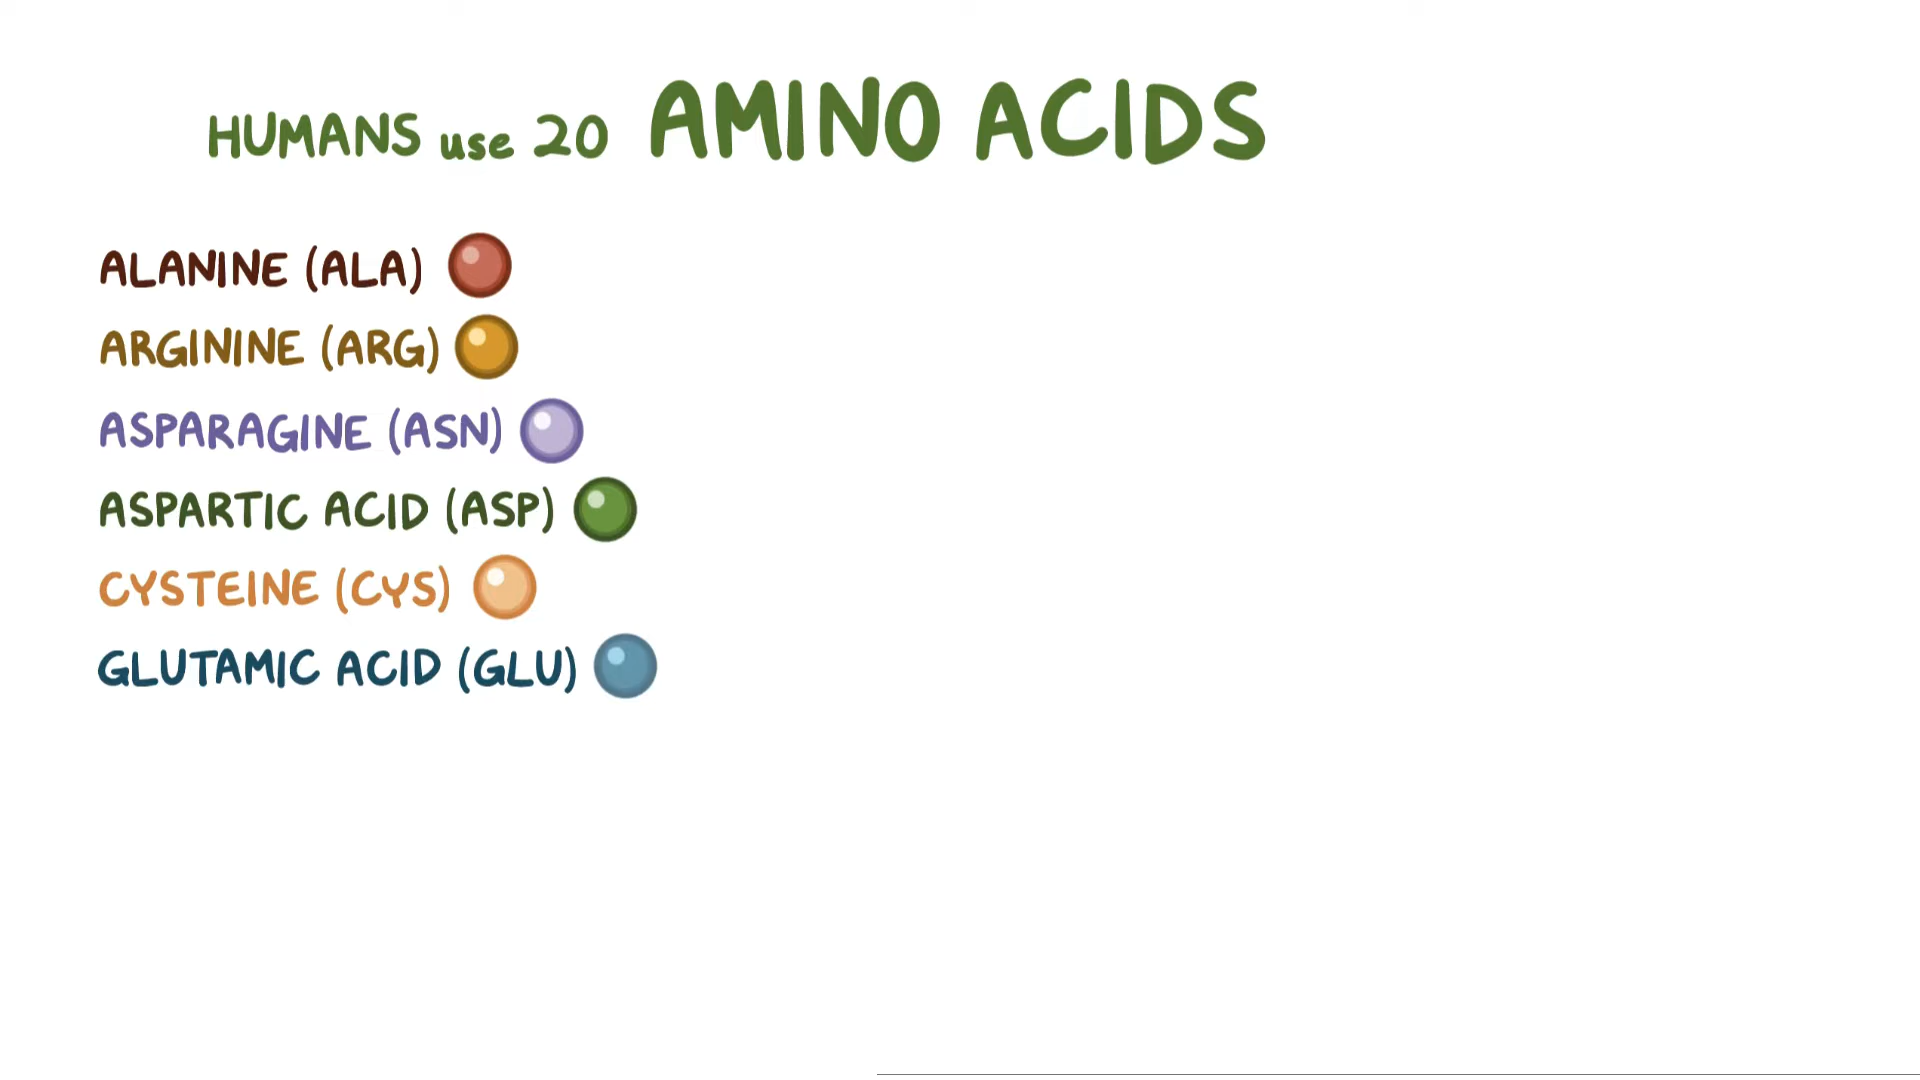 HUMANS use 20 AMINO ACIDS
ALANINE (ALA)
ARGININE (ARG)
ASPARAGINE (ASN)
ASPARTIC ACID (ASP)
CYSTEINE (CYS)
GLUTAMIC ACID (GLU)